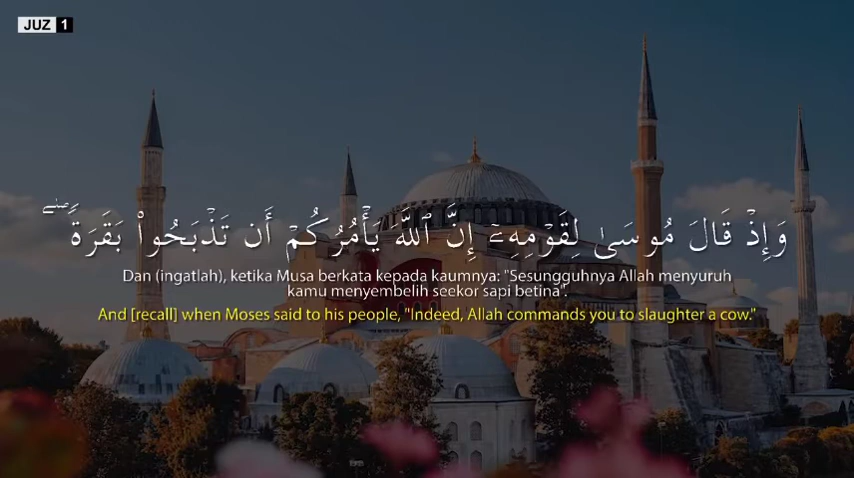 JUZ 1
وَإِذْ قَالَ مُوسَىٰ لِقَوْمِهِۦٓ إِنَّ ٱللَّهَ يَأْمُرُكُمْ أَن تَذْبَحُوا۟ بَقَرَةً ۖ
Dan (ingatlah), ketika Musa berkata kepada kaumnya: "Sesungguhnya Allah menyuruh
kamu menyembelih seekor sapi betina".
And [recall] when Moses said to his people, "Indeed, Allah commands you to slaughter a cow."